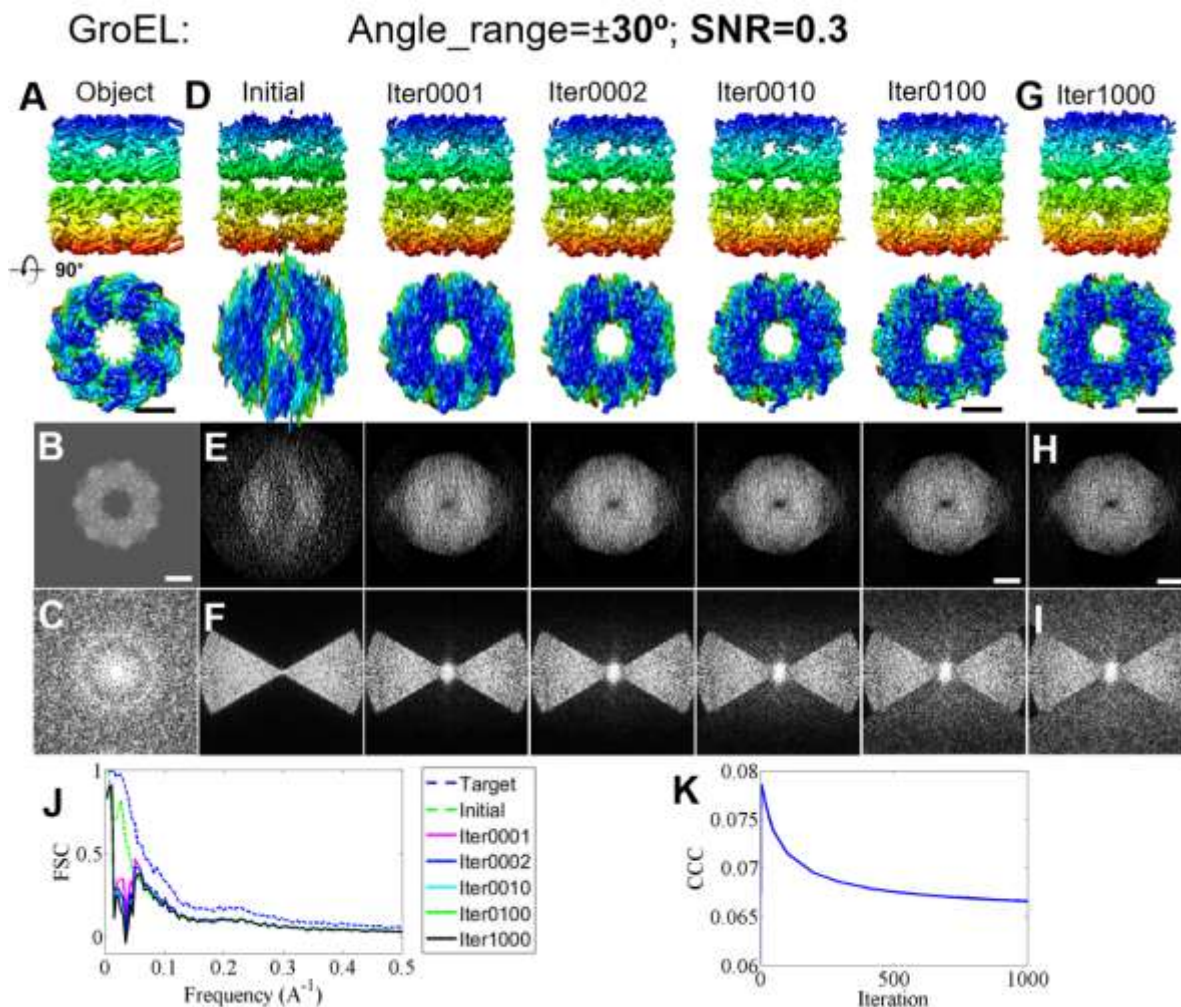 GroEL: Angle_range=±30º; SNR=0.3
A Object D Initial Iter0001 Iter0002 Iter0010 Iter0100 G Iter1000
90°
B E H
C F I
J
FSC
1
0.5
0
0 0.1 0.2 0.3 0.4 0.5
Frequency (A⁻¹)
Target
Initial
Iter0001
Iter0002
Iter0010
Iter0100
Iter1000
K
CCC
0.08
0.075
0.07
0.065
0.06
0 500 1000
Iteration